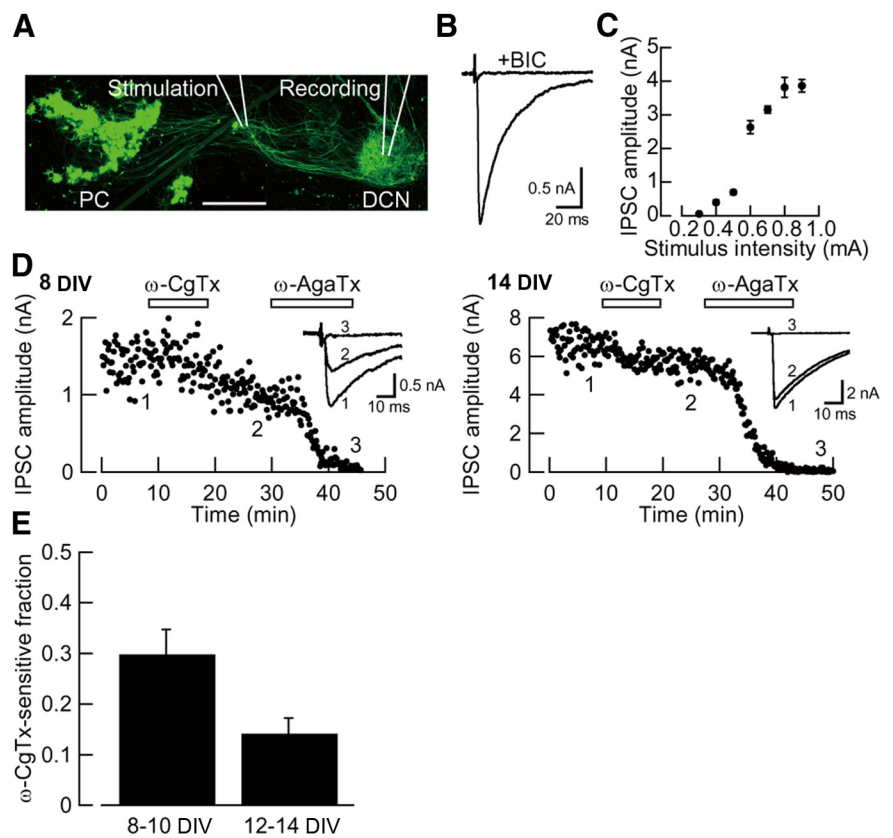 A
Stimulation
Recording
PC
DCN
B
+BIC
0.5 nA
20 ms
C
IPSC amplitude (nA)
5
4
3
2
1
0
0.2 0.4 0.6 0.8 1.0
Stimulus intensity (mA)
D
8 DIV
ω-CgTx
ω-AgaTx
IPSC amplitude (nA)
2
1
0
1
2
3
3
2
1
0.5 nA
10 ms
0 10 20 30 40 50
Time (min)
14 DIV
ω-CgTx
ω-AgaTx
IPSC amplitude (nA)
8
6
4
2
0
1
2
3
3
2
1
2 nA
10 ms
0 10 20 30 40 50
Time (min)
E
ω-CgTx-sensitive fraction
0.5
0.4
0.3
0.2
0.1
0
8-10 DIV
12-14 DIV